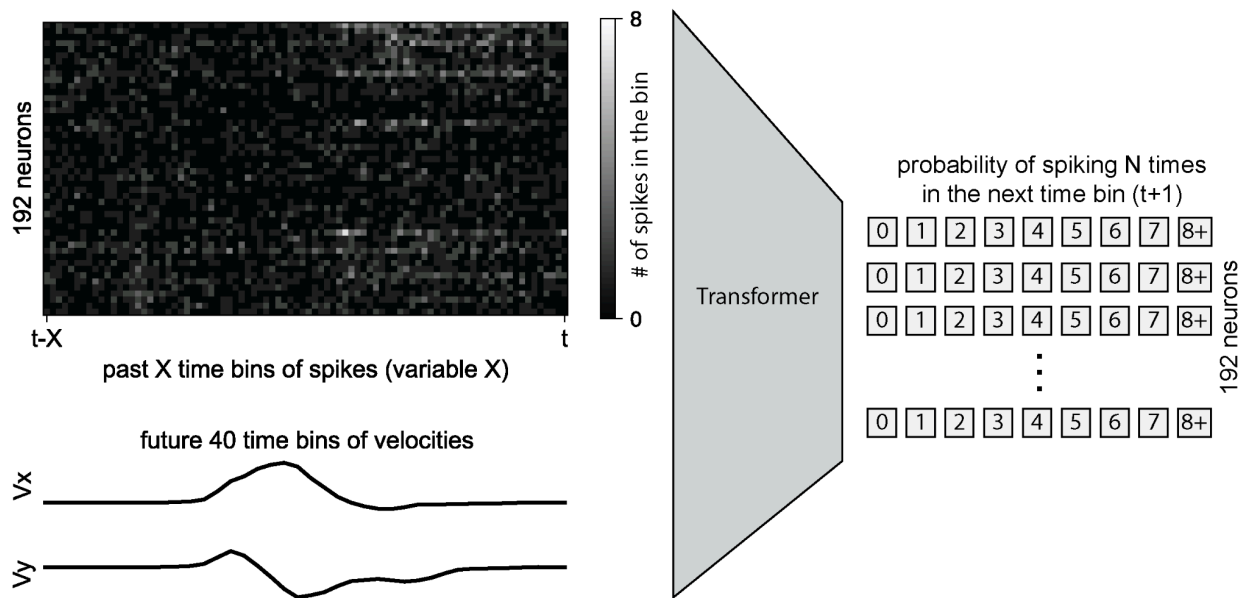 192 neurons
t-X
t
past X time bins of spikes (variable X)
8
0
# of spikes in the bin
future 40 time bins of velocities
Vx
Vy
Transformer
probability of spiking N times
in the next time bin (t+1)
0 1 2 3 4 5 6 7 8+
0 1 2 3 4 5 6 7 8+
0 1 2 3 4 5 6 7 8+
0 1 2 3 4 5 6 7 8+
192 neurons